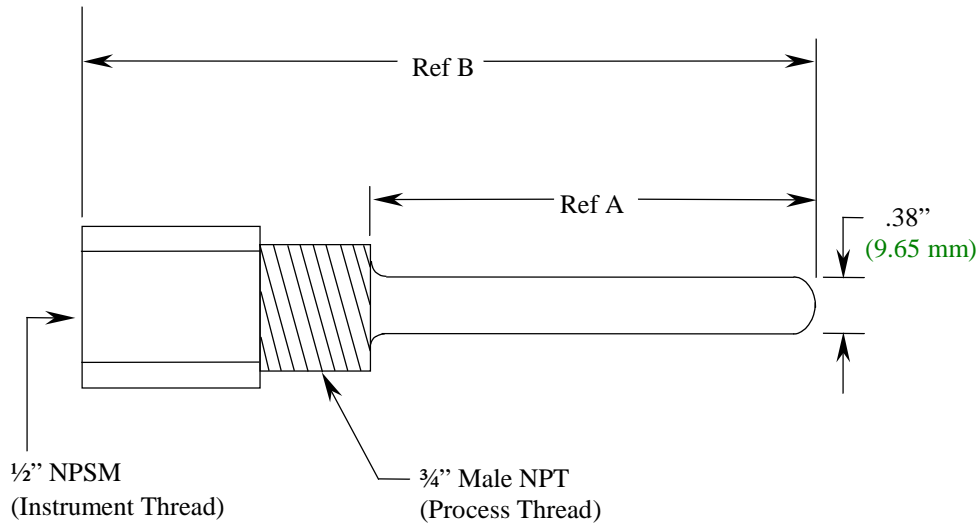 Ref B
Ref A
.38”
(9.65 mm)
½” NPSM
(Instrument Thread)
¾” Male NPT
(Process Thread)